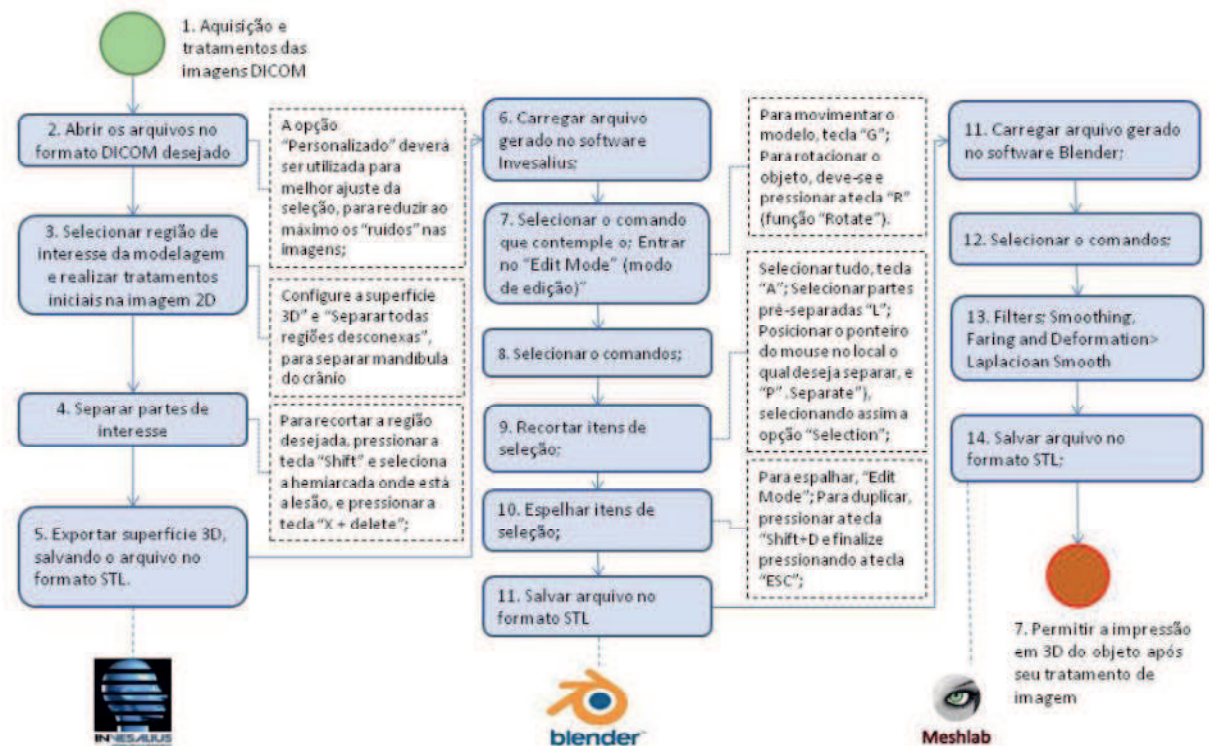 1. Aquisição e
tratamentos das
imagens DICOM
2. Abrir os arquivos no
formato DICOM desejado
A opção
"Personalizado" deverá
ser utilizada para
melhor ajuste da
seleção, para reduzir ao
máximo os "ruídos" nas
imagens;
3. Selecionar região de
interesse da modelagem
e realizar tratamentos
iniciais na imagem 2D
Configure a superfície
3D" e "Separar todas
regiões desconexas",
para separar mandíbula
do crânio
4. Separar partes de
interesse
Para recortar a região
desejada, pressionar a
tecla "Shift" e seleciona
a hemiarcada onde está
a lesão, e pressionar a
tecla "X + delete";
5. Exportar superfície 3D,
salvando o arquivo no
formato STL.
INVESALIUS
6. Carregar arquivo
gerado no software
Invesalius;
Para movimentar o
modelo, tecla "G";
Para rotacionar o
objeto, deve-se e
pressionar a tecla "R"
(função "Rotate").
7. Selecionar o comando
que contemple o; Entrar
no "Edit Mode" (modo
de edição)"
8. Selecionar o comandos;
Selecionar tudo, tecla
"A"; Selecionar partes
pré-separadas "L";
Posicionar o ponteiro
do mouse no local o
qual deseja separar, e
"P" .Separate"),
selecionando assim a
opção "Selection";
9. Recortar itens de
seleção;
10. Espelhar itens de
seleção;
Para espalhar, "Edit
Mode"; Para duplicar,
pressionar a tecla
"Shift+D e finalize
pressionando a tecla
"ESC";
11. Salvar arquivo no
formato STL
blender
11. Carregar arquivo gerado
no software Blender;
12. Selecionar o comandos;
13. Filters; Smoothing,
Faring and Deformation>
Laplacioan Smooth
14. Salvar arquivo no
formato STL;
7. Permitir a impressão
em 3D do objeto após
seu tratamento de
imagem
Meshlab